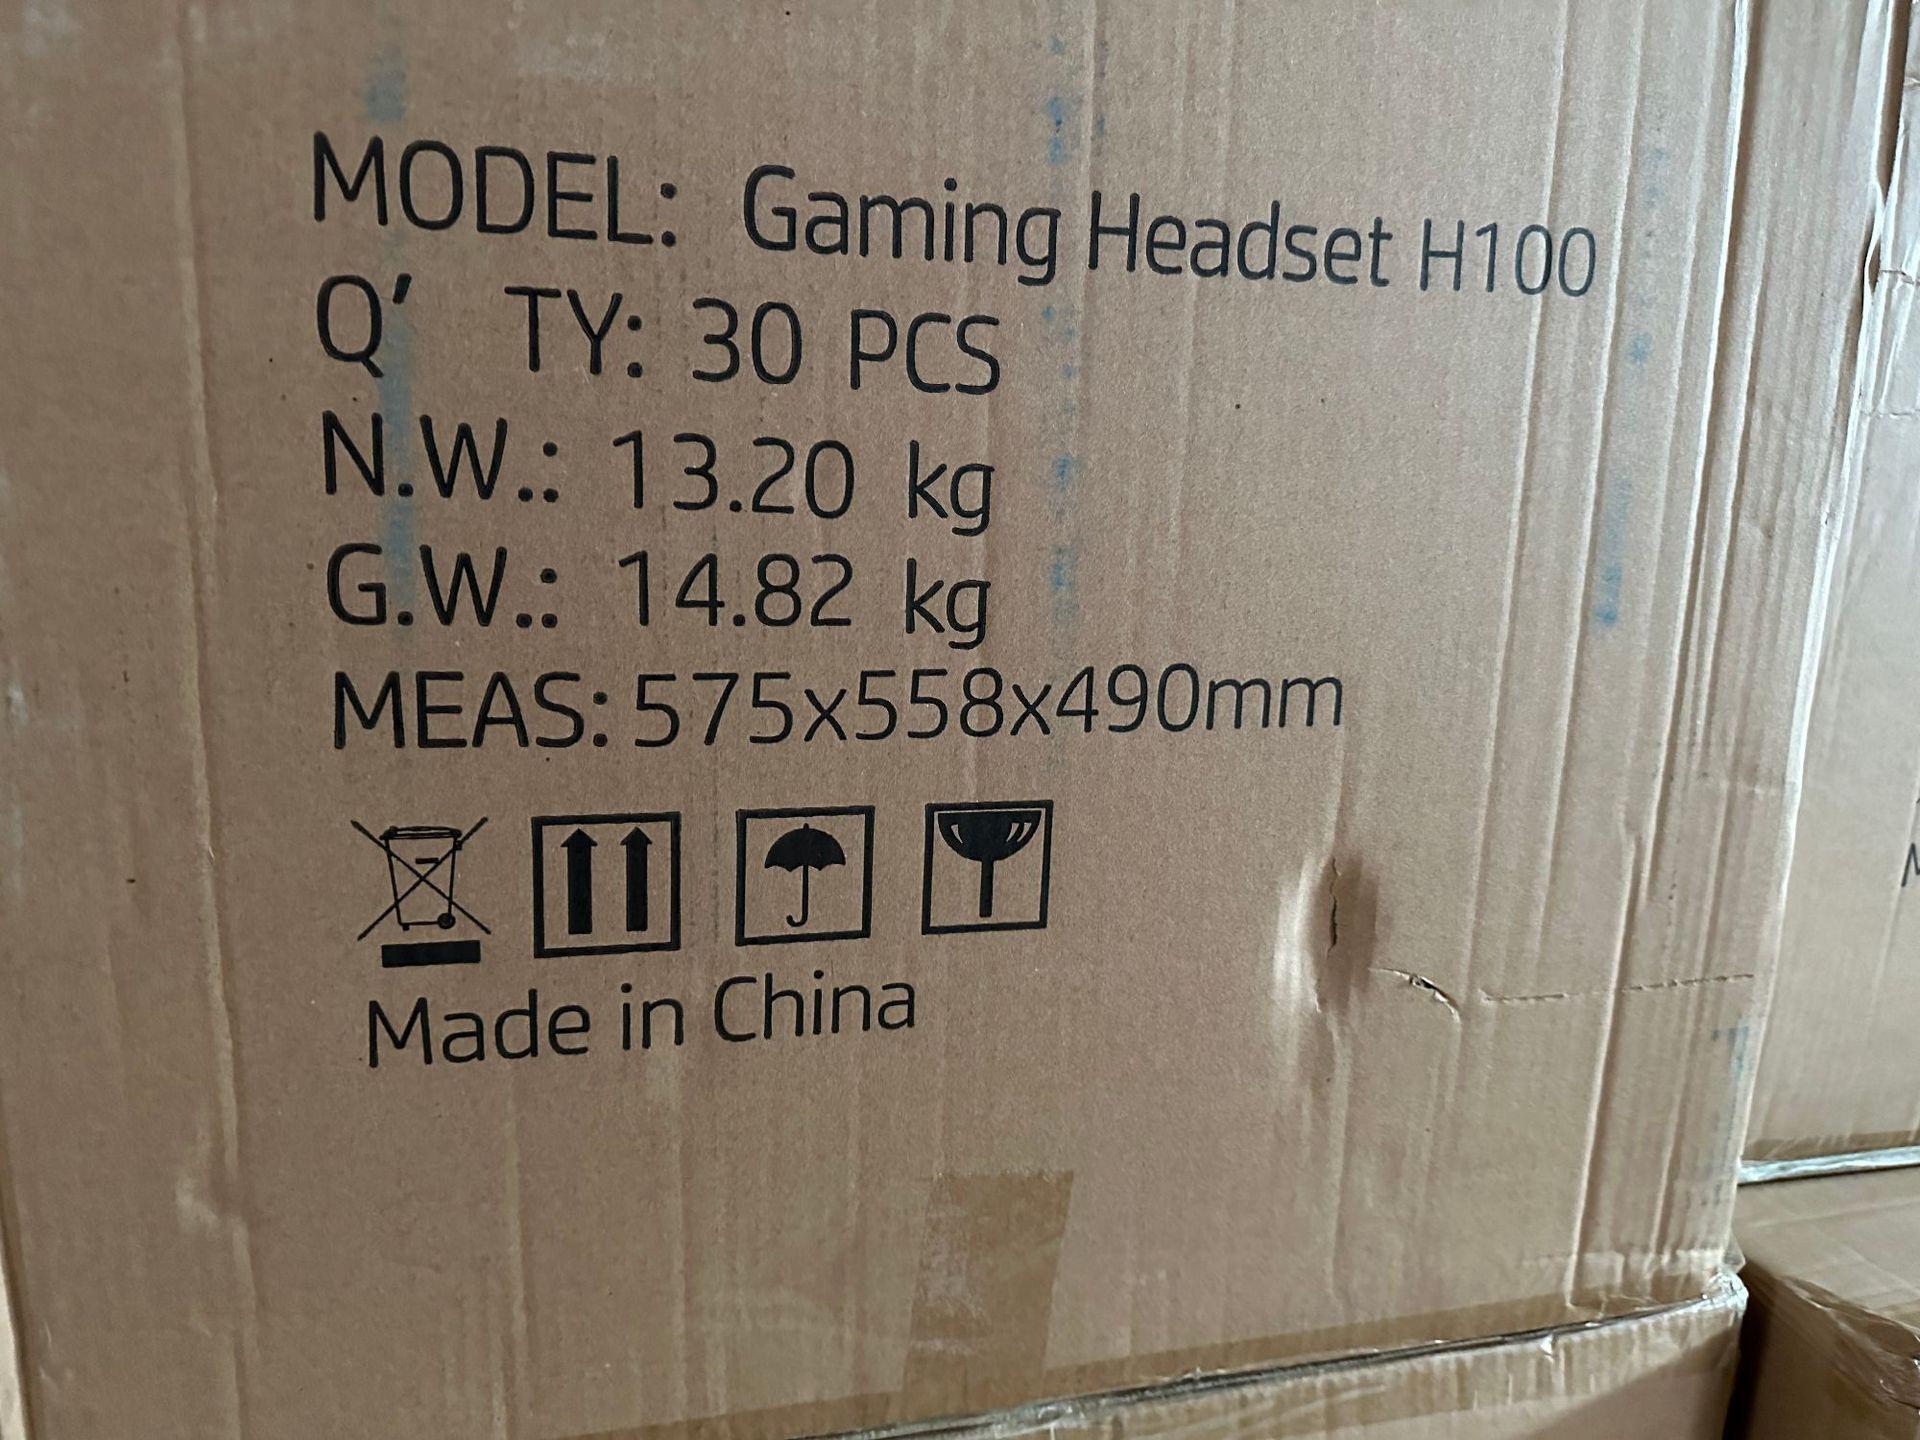 MODEL: Gaming Headset H100
Q' TY: 30 PCS
N.W.: 13.20 kg
G.W.: 14.82 kg
MEAS: 575x558x490mm
Made in China